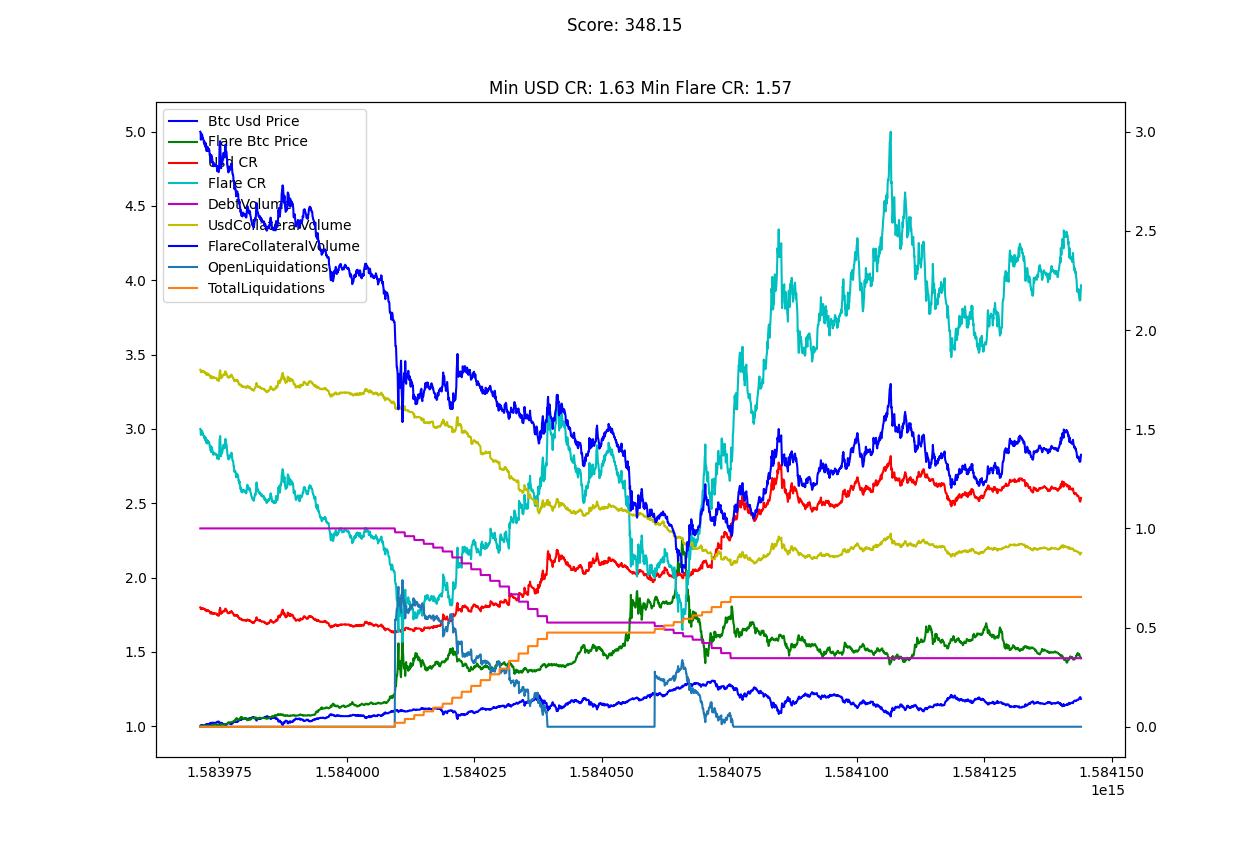 Score: 348.15
Min USD CR: 1.63 Min Flare CR: 1.57
Btc Usd Price
Flare Btc Price
Usd CR
Flare CR
DebtVolume
UsdCollateralVolume
FlareCollateralVolume
OpenLiquidations
TotalLiquidations
5.0
4.5
4.0
3.5
3.0
2.5
2.0
1.5
1.0
3.0
2.5
2.0
1.5
1.0
0.5
0.0
1.583975
1.584000
1.584025
1.584050
1.584075
1.584100
1.584125
1.584150
1e15